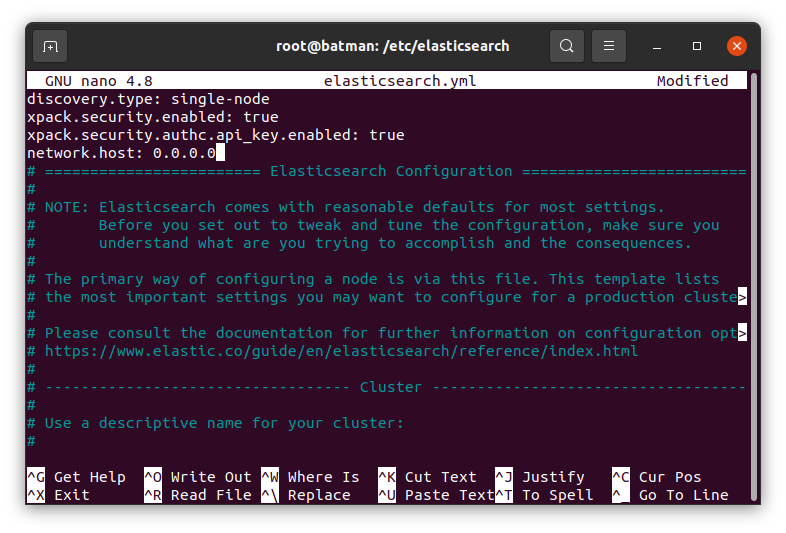 root@batman: /etc/elasticsearch
GNU nano 4.8 elasticsearch.yml Modified
discovery.type: single-node
xpack.security.enabled: true
xpack.security.authc.api_key.enabled: true
network.host: 0.0.0.0
# ======================== Elasticsearch Configuration =========================
#
# NOTE: Elasticsearch comes with reasonable defaults for most settings.
#       Before you set out to tweak and tune the configuration, make sure you
#       understand what are you trying to accomplish and the consequences.
#
# The primary way of configuring a node is via this file. This template lists
# the most important settings you may want to configure for a production cluste>
#
# Please consult the documentation for further information on configuration opt>
# https://www.elastic.co/guide/en/elasticsearch/reference/index.html
#
# ---------------------------------- Cluster -----------------------------------
#
# Use a descriptive name for your cluster:
#
^G Get Help ^O Write Out ^W Where Is ^K Cut Text ^J Justify ^C Cur Pos
^X Exit ^R Read File ^\ Replace ^U Paste Text ^T To Spell ^_ Go To Line